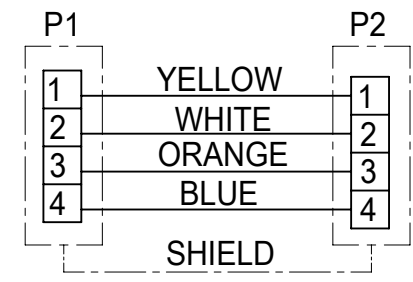 P1 P2
1 YELLOW 1
2 WHITE 2
3 ORANGE 3
4 BLUE 4
SHIELD